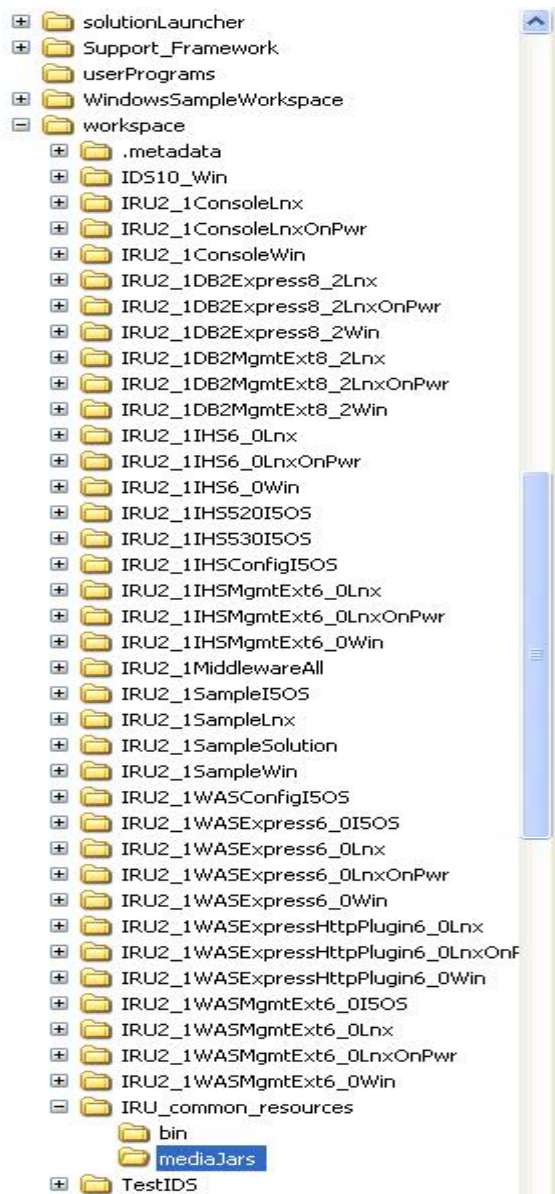 solutionLauncher
Support_Framework
userPrograms
WindowsSampleWorkspace
workspace
.metadata
IDS10_Win
IRU2_1ConsoleLnx
IRU2_1ConsoleLnxOnPwr
IRU2_1ConsoleWin
IRU2_1DB2Express8_2Lnx
IRU2_1DB2Express8_2LnxOnPwr
IRU2_1DB2Express8_2Win
IRU2_1DB2MgmtExt8_2Lnx
IRU2_1DB2MgmtExt8_2LnxOnPwr
IRU2_1DB2MgmtExt8_2Win
IRU2_1IHS6_0Lnx
IRU2_1IHS6_0LnxOnPwr
IRU2_1IHS6_0Win
IRU2_1IHS520I5OS
IRU2_1IHS530I5OS
IRU2_1IHSConfigI5OS
IRU2_1IHSMgmtExt6_0Lnx
IRU2_1IHSMgmtExt6_0LnxOnPwr
IRU2_1IHSMgmtExt6_0Win
IRU2_1MiddlewareAll
IRU2_1SampleI5OS
IRU2_1SampleLnx
IRU2_1SampleSolution
IRU2_1SampleWin
IRU2_1WASConfigI5OS
IRU2_1WASExpress6_0I5OS
IRU2_1WASExpress6_0Lnx
IRU2_1WASExpress6_0LnxOnPwr
IRU2_1WASExpress6_0Win
IRU2_1WASExpressHttpPlugin6_0Lnx
IRU2_1WASExpressHttpPlugin6_0LnxOnP
IRU2_1WASExpressHttpPlugin6_0Win
IRU2_1WASMgmtExt6_0I5OS
IRU2_1WASMgmtExt6_0Lnx
IRU2_1WASMgmtExt6_0LnxOnPwr
IRU2_1WASMgmtExt6_0Win
IRU_common_resources
bin
mediaJars
TestIDS